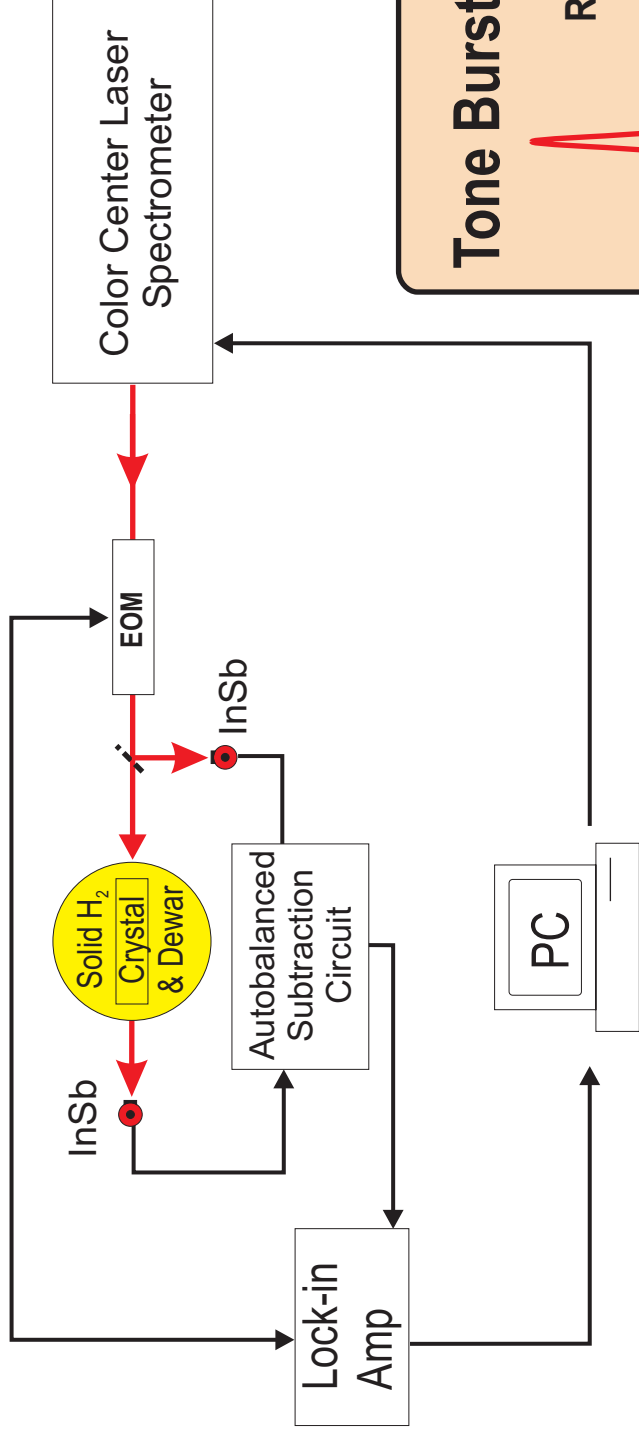 Color Center Laser
Spectrometer
Tone Burst
R
EOM
InSb
Solid H₂
Crystal
& Dewar
InSb
Autobalanced
Subtraction
Circuit
PC
Lock-in
Amp